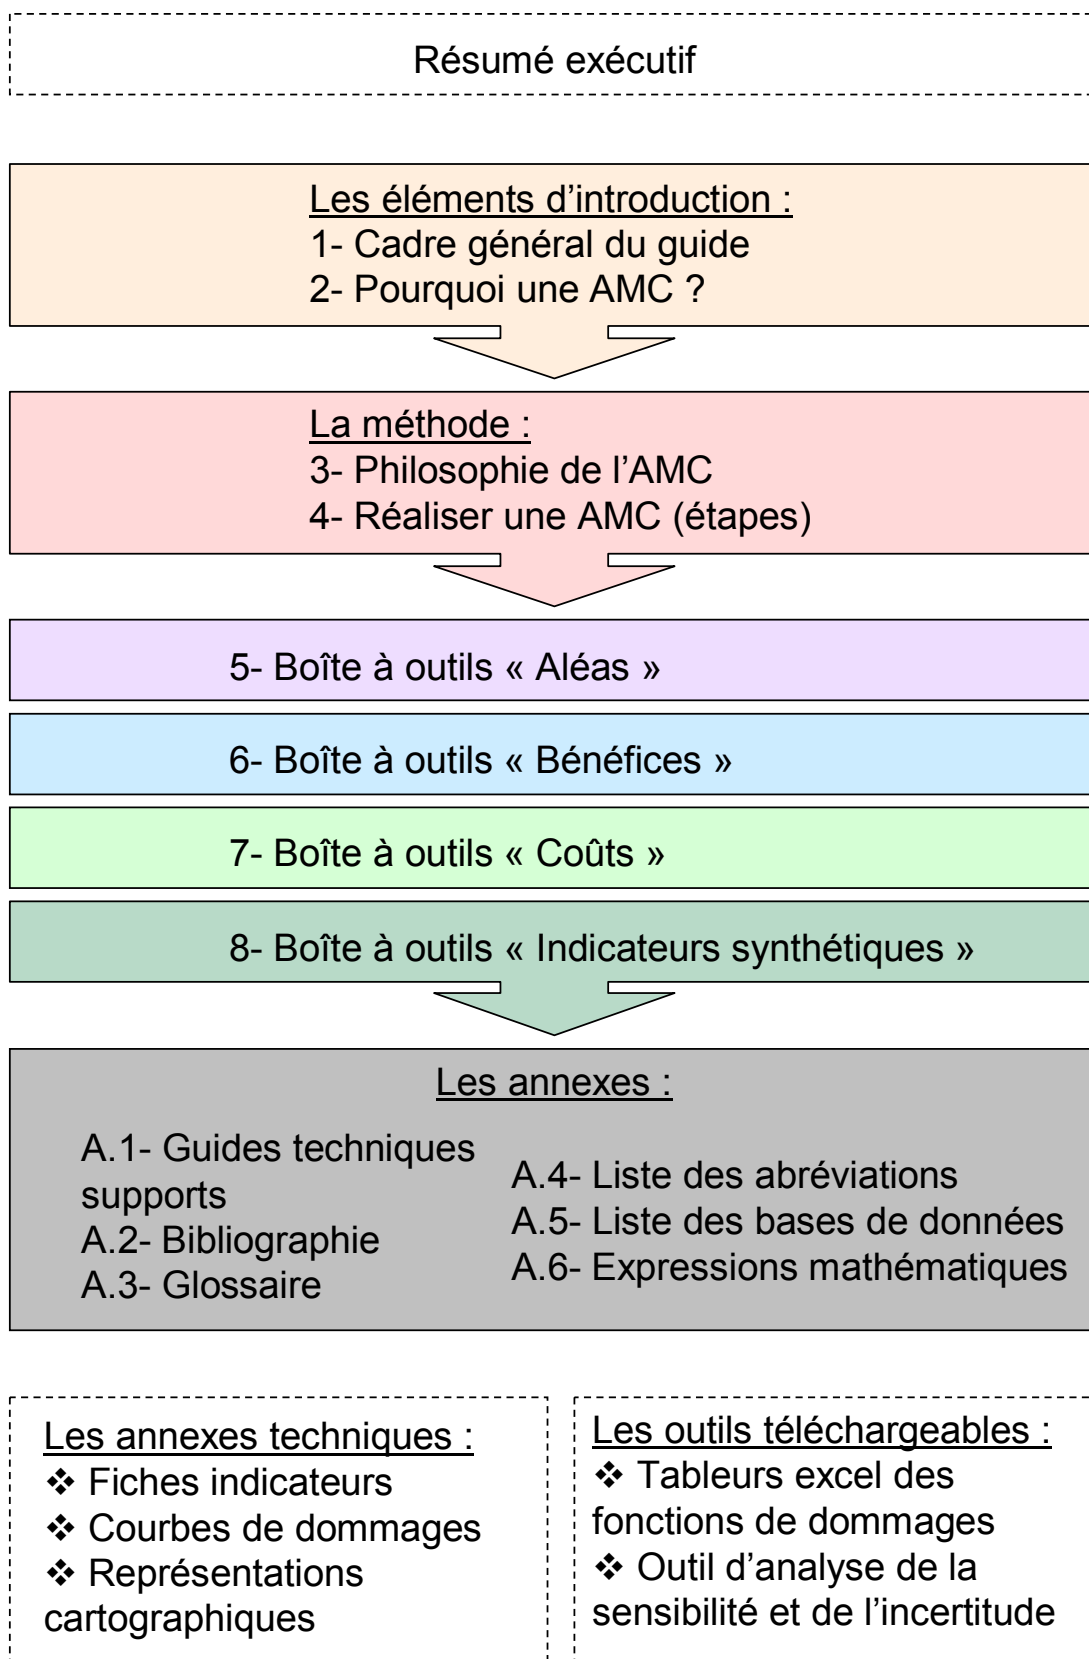 Résumé exécutif
Les éléments d’introduction :
1- Cadre général du guide
2- Pourquoi une AMC ?
La méthode :
3- Philosophie de l’AMC
4- Réaliser une AMC (étapes)
5- Boîte à outils « Aléas »
6- Boîte à outils « Bénéfices »
7- Boîte à outils « Coûts »
8- Boîte à outils « Indicateurs synthétiques »
Les annexes :
A.1- Guides techniques
supports
A.2- Bibliographie
A.3- Glossaire
A.4- Liste des abréviations
A.5- Liste des bases de données
A.6- Expressions mathématiques
Les annexes techniques :
❖ Fiches indicateurs
❖ Courbes de dommages
❖ Représentations
cartographiques
Les outils téléchargeables :
❖ Tableurs excel des
fonctions de dommages
❖ Outil d’analyse de la
sensibilité et de l’incertitude